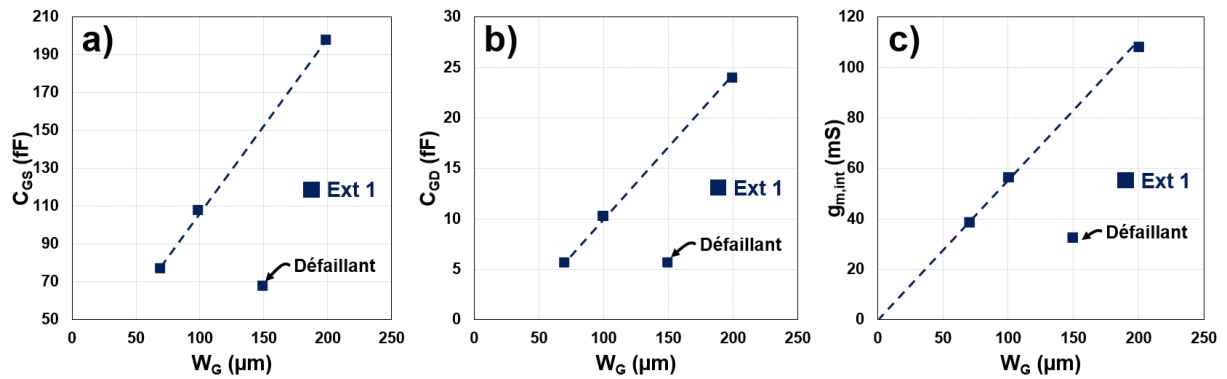 a)
210
190
170
150
130
110
90
70
50
0 50 100 150 200 250
C_GS (fF)
W_G (µm)
Ext 1
Défaillant
b)
30
25
20
15
10
5
0
0 50 100 150 200 250
C_GD (fF)
W_G (µm)
Ext 1
Défaillant
c)
120
100
80
60
40
20
0
0 50 100 150 200 250
g_m,int (mS)
W_G (µm)
Ext 1
Défaillant